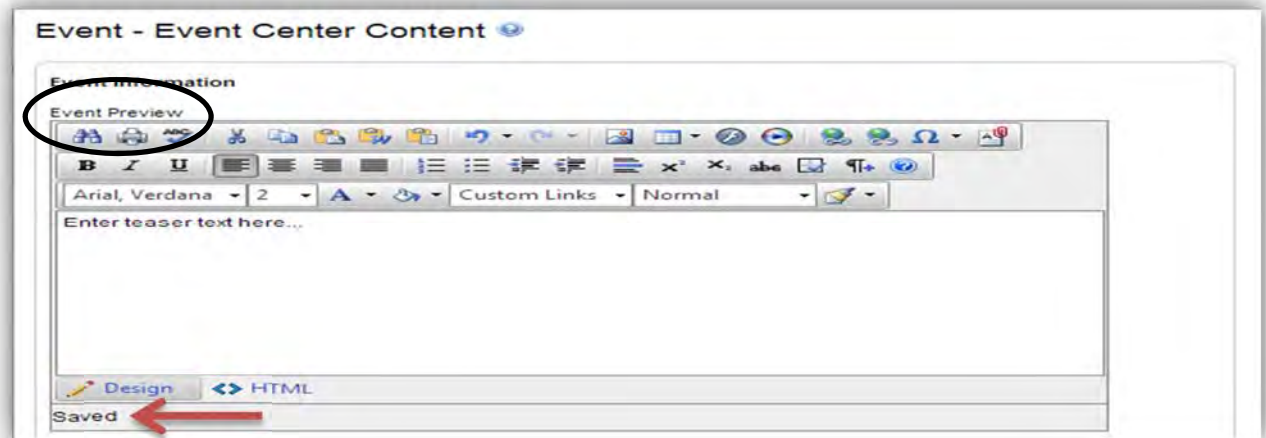 Event - Event Center Content
Event Information
Event Preview
ABC
Ω
B I U x² x₂ abc
Arial, Verdana 2 A Custom Links Normal
Enter teaser text here...
Design <> HTML
Saved